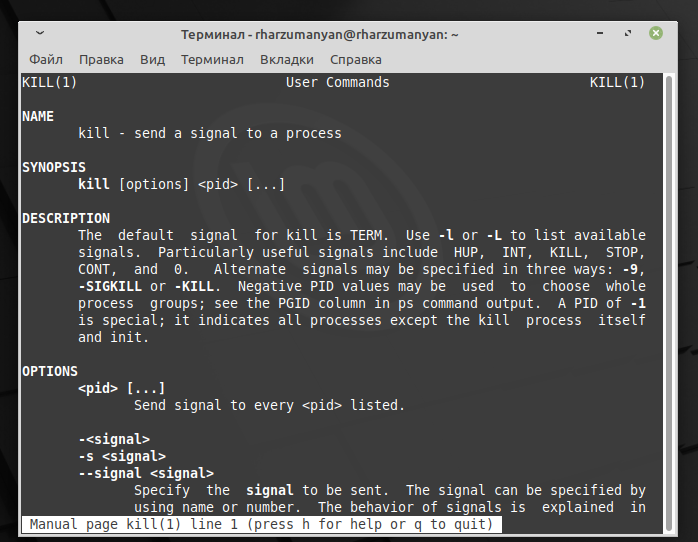 Терминал - rharzumanyan@rharzumanyan: ~
Файл Правка Вид Терминал Вкладки Справка
KILL(1) User Commands KILL(1)
NAME
kill - send a signal to a process
SYNOPSIS
kill [options] <pid> [...]
DESCRIPTION
The default signal for kill is TERM. Use -l or -L to list available
signals. Particularly useful signals include HUP, INT, KILL, STOP,
CONT, and 0. Alternate signals may be specified in three ways: -9,
-SIGKILL or -KILL. Negative PID values may be used to choose whole
process groups; see the PGID column in ps command output. A PID of -1
is special; it indicates all processes except the kill process itself
and init.
OPTIONS
<pid> [...]
Send signal to every <pid> listed.
-<signal>
-s <signal>
--signal <signal>
Specify the signal to be sent. The signal can be specified by
using name or number. The behavior of signals is explained in
Manual page kill(1) line 1 (press h for help or q to quit)